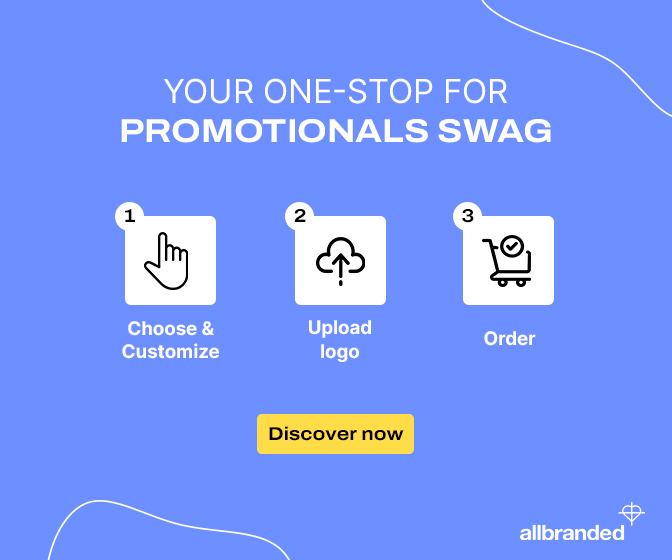 YOUR ONE-STOP FOR
PROMOTIONALS SWAG
1
2
3
Choose &
Customize
Upload
logo
Order
Discover now
allbranded